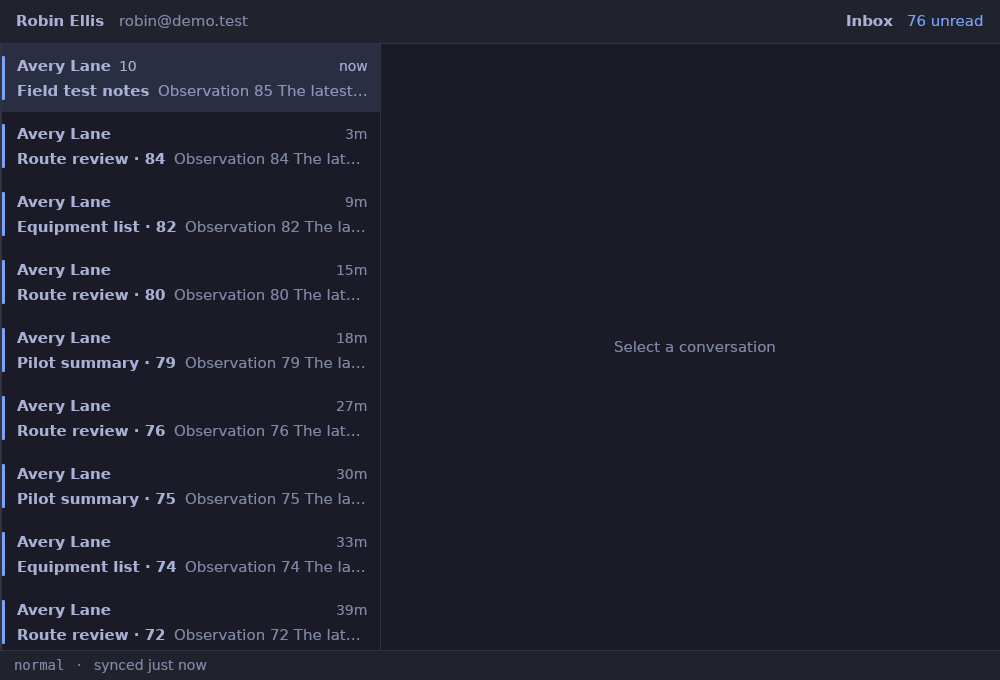 Robin Ellis robin@demo.test Inbox 76 unread
Avery Lane 10 now
Field test notes Observation 85 The latest…
Avery Lane 3m
Route review · 84 Observation 84 The lat…
Avery Lane 9m
Equipment list · 82 Observation 82 The la…
Avery Lane 15m
Route review · 80 Observation 80 The lat…
Avery Lane 18m
Pilot summary · 79 Observation 79 The la…
Avery Lane 27m
Route review · 76 Observation 76 The lat…
Avery Lane 30m
Pilot summary · 75 Observation 75 The la…
Avery Lane 33m
Equipment list · 74 Observation 74 The la…
Avery Lane 39m
Route review · 72 Observation 72 The lat…
Select a conversation
normal · synced just now